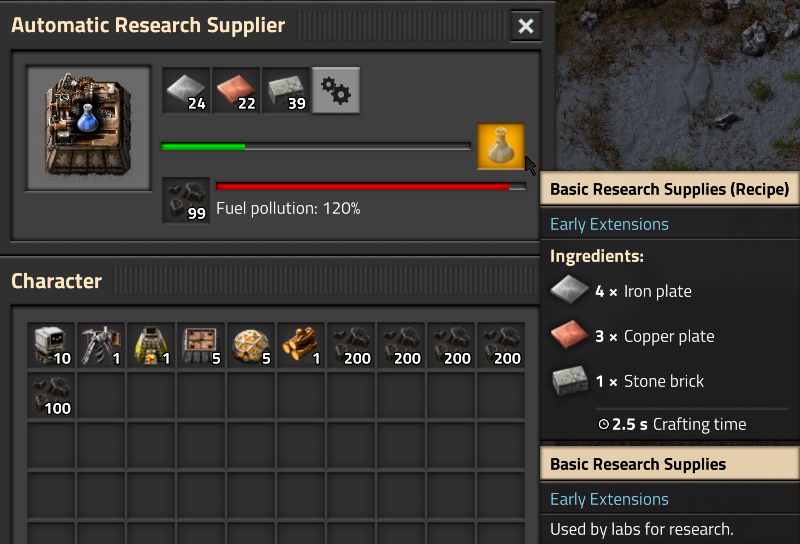 Automatic Research Supplier
24 22 39
99
Fuel pollution: 120%
Basic Research Supplies (Recipe)
Early Extensions
Ingredients:
4 × Iron plate
3 × Copper plate
1 × Stone brick
2.5 s Crafting time
Basic Research Supplies
Early Extensions
Used by labs for research.
Character
10 1 1 5 5 1 200 200 200 200
100